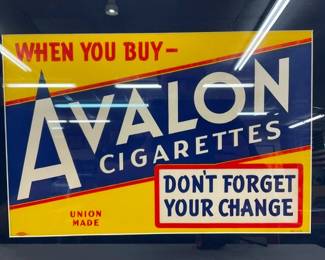 WHEN YOU BUY–
AVALON
CIGARETTES
UNION
MADE
DON'T FORGET
YOUR CHANGE